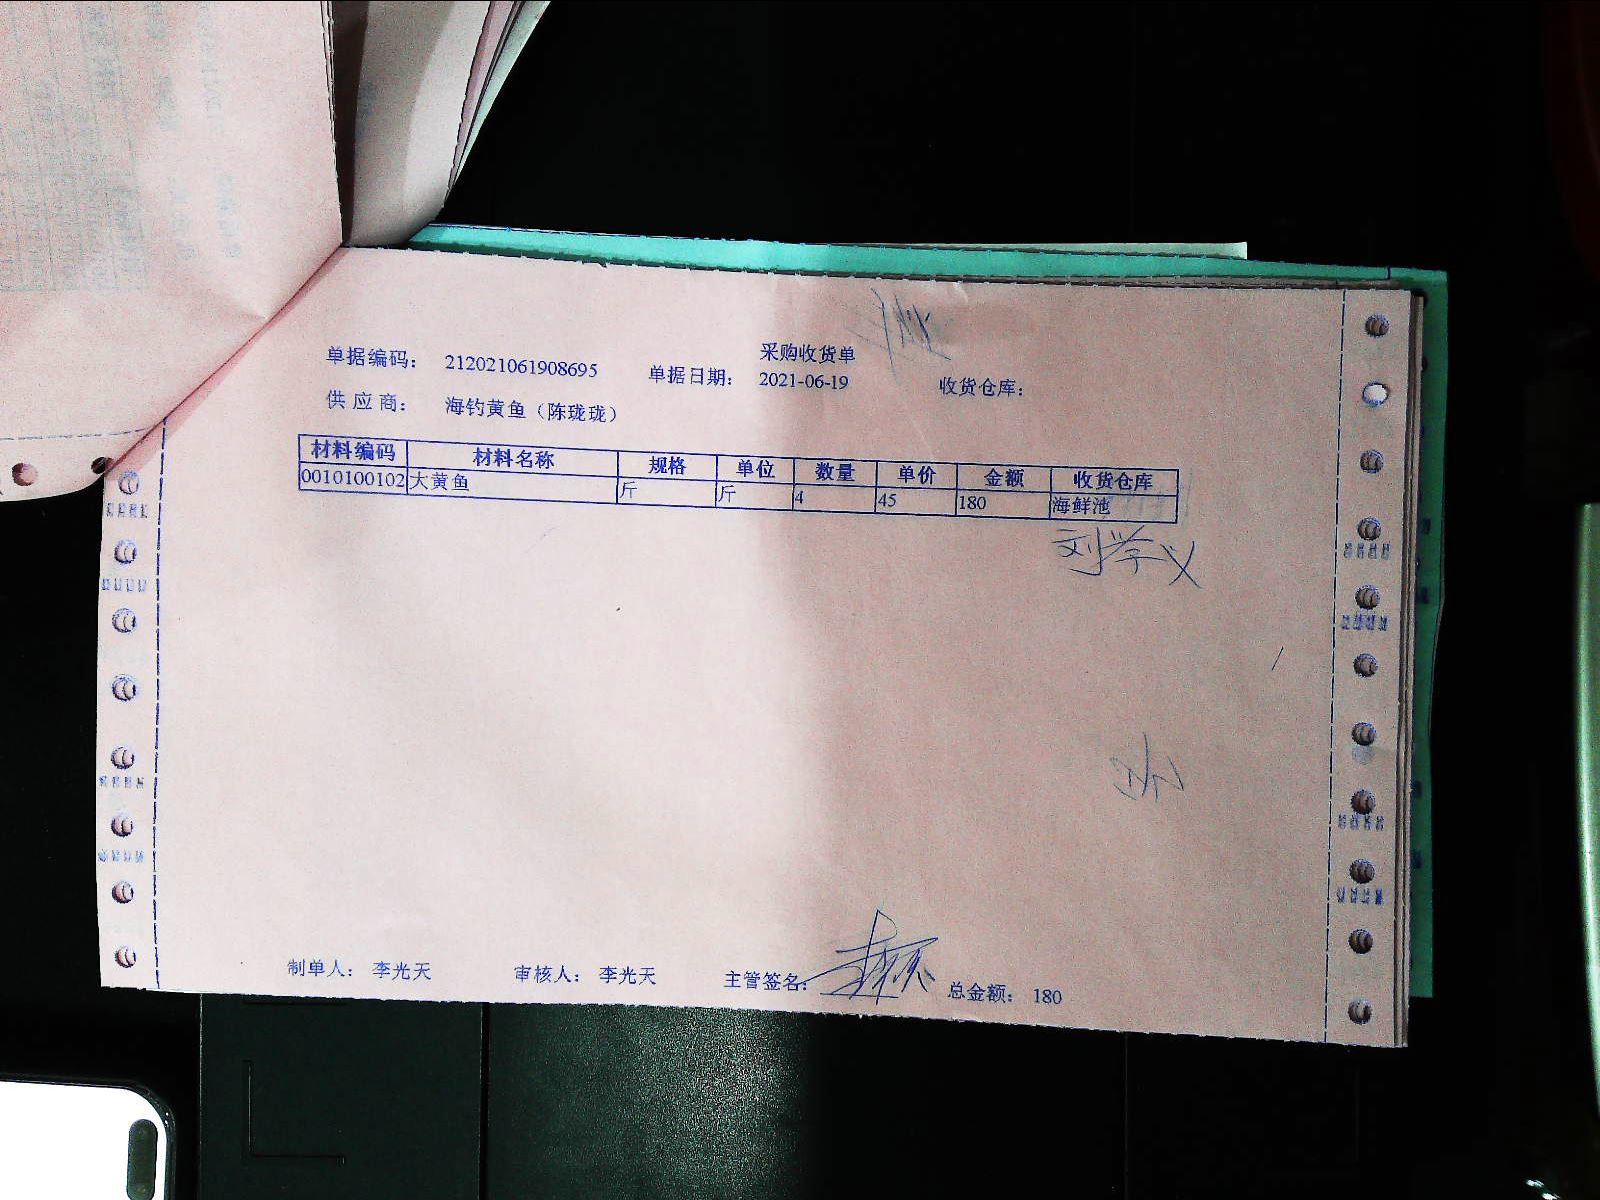 采购收货单
单据编码： 212021061908695 单据日期： 2021-06-19 收货仓库：
供 应 商： 海钓黄鱼（陈珑珑）
材料编码 材料名称 规格 单位 数量 单价 金额 收货仓库
0010100102 大黄鱼 斤 斤 4 45 180 海鲜池
刘学义
制单人： 李光天 审核人： 李光天 主管签名： 总金额： 180